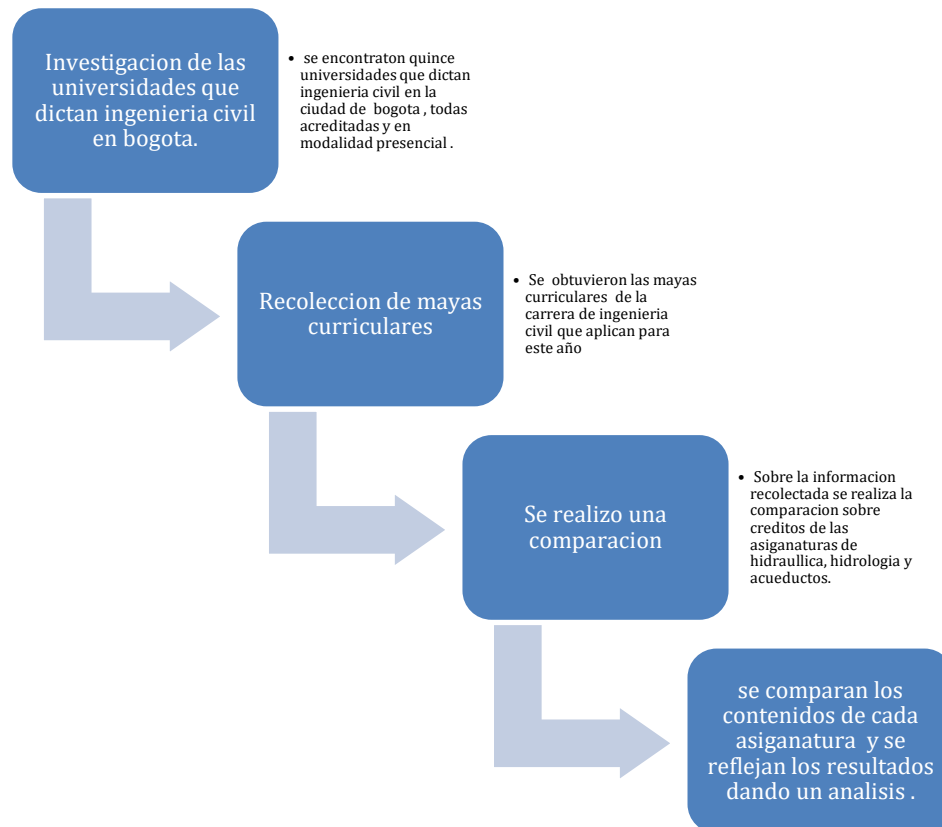 Investigacion de las
universidades que
dictan ingenieria civil
en bogota.
• se encontraton quince
universidades que dictan
ingenieria civil en la
ciudad de bogota , todas
acreditadas y en
modalidad presencial .
Recoleccion de mayas
curriculares
• Se obtuvieron las mayas
curriculares de la
carrera de ingenieria
civil que aplican para
este año
Se realizo una
comparacion
• Sobre la informacion
recolectada se realiza la
comparacion sobre
creditos de las
asiganaturas de
hidraullica, hidrologia y
acueductos.
se comparan los
contenidos de cada
asiganatura y se
reflejan los resultados
dando un analisis .